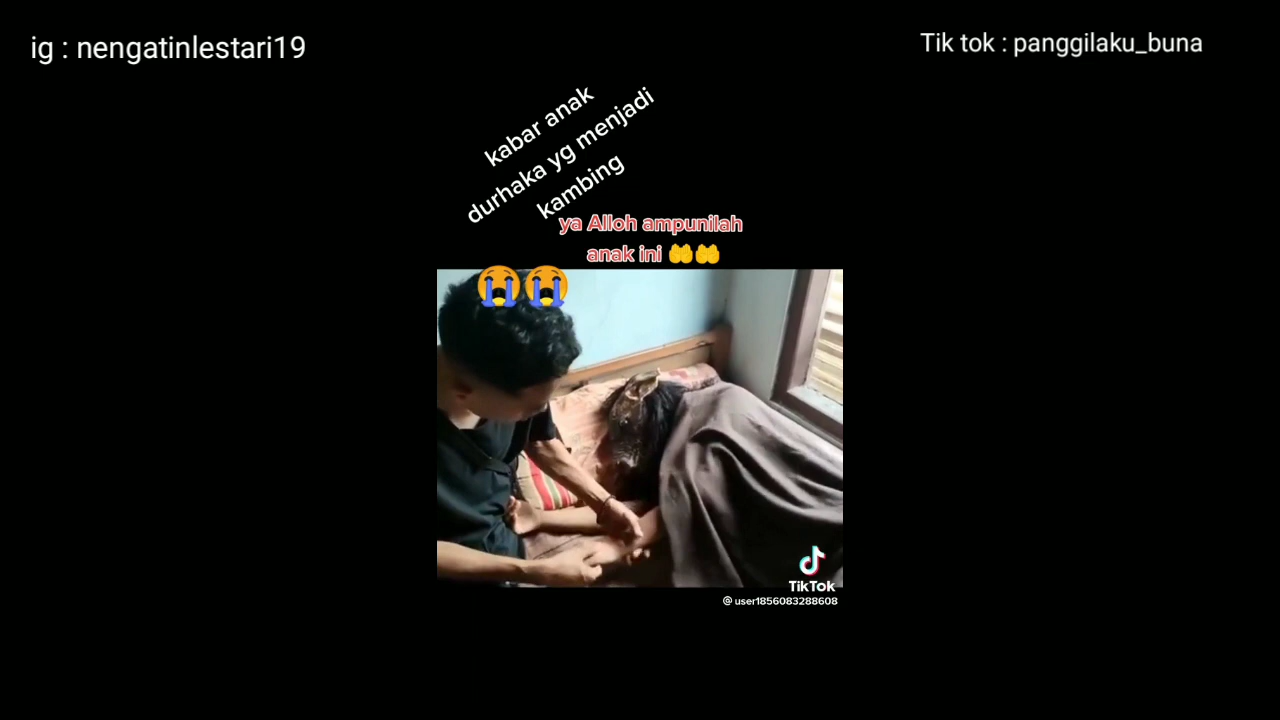 ig : nengatinlestari19
Tik tok : panggilaku_buna
kabar anak
durhaka yg menjadi
kambing
ya Alloh ampunilah
anak ini 🤲🤲
😭😭
TikTok
@ user1856083288608